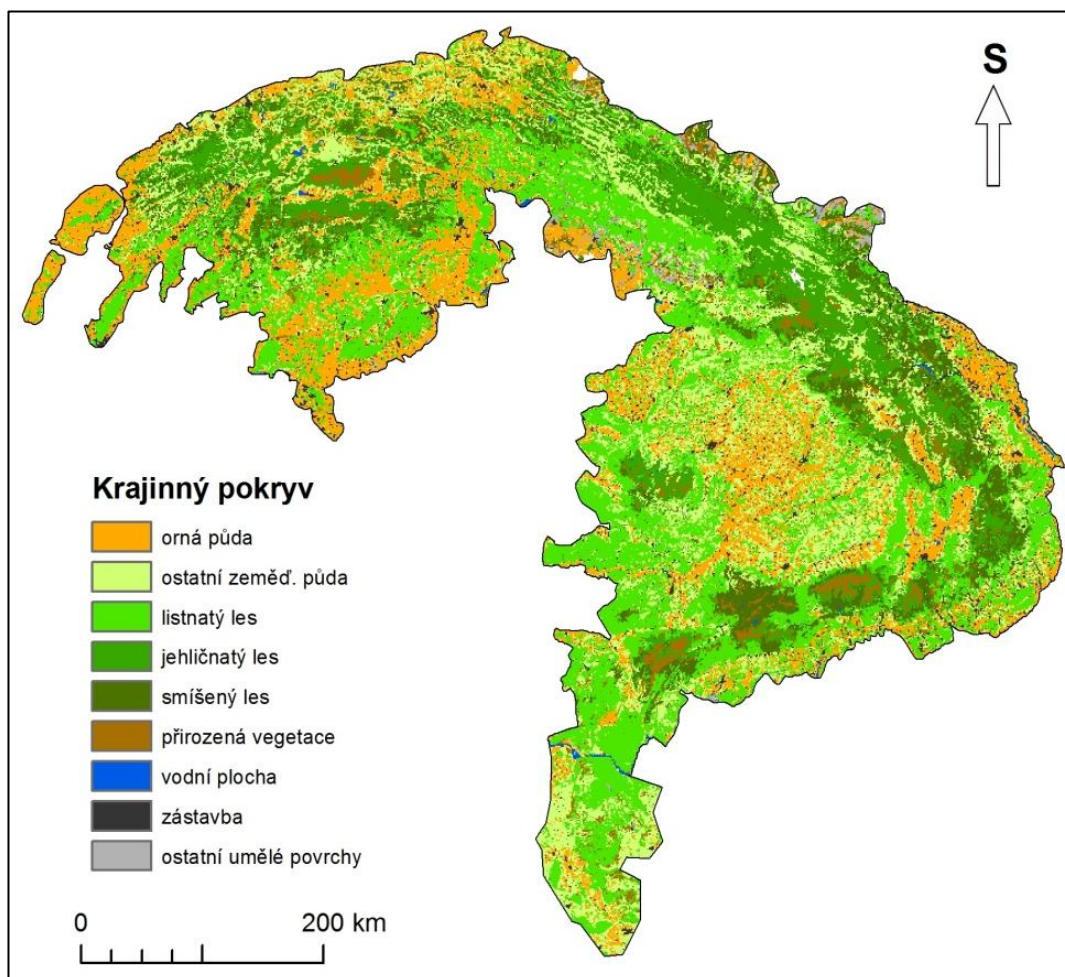 S
Krajinný pokryv
orná půda
ostatní zeměď. půda
listnatý les
jehličnatý les
smíšený les
přirozená vegetace
vodní plocha
zástavba
ostatní umělé povrchy
0 200 km